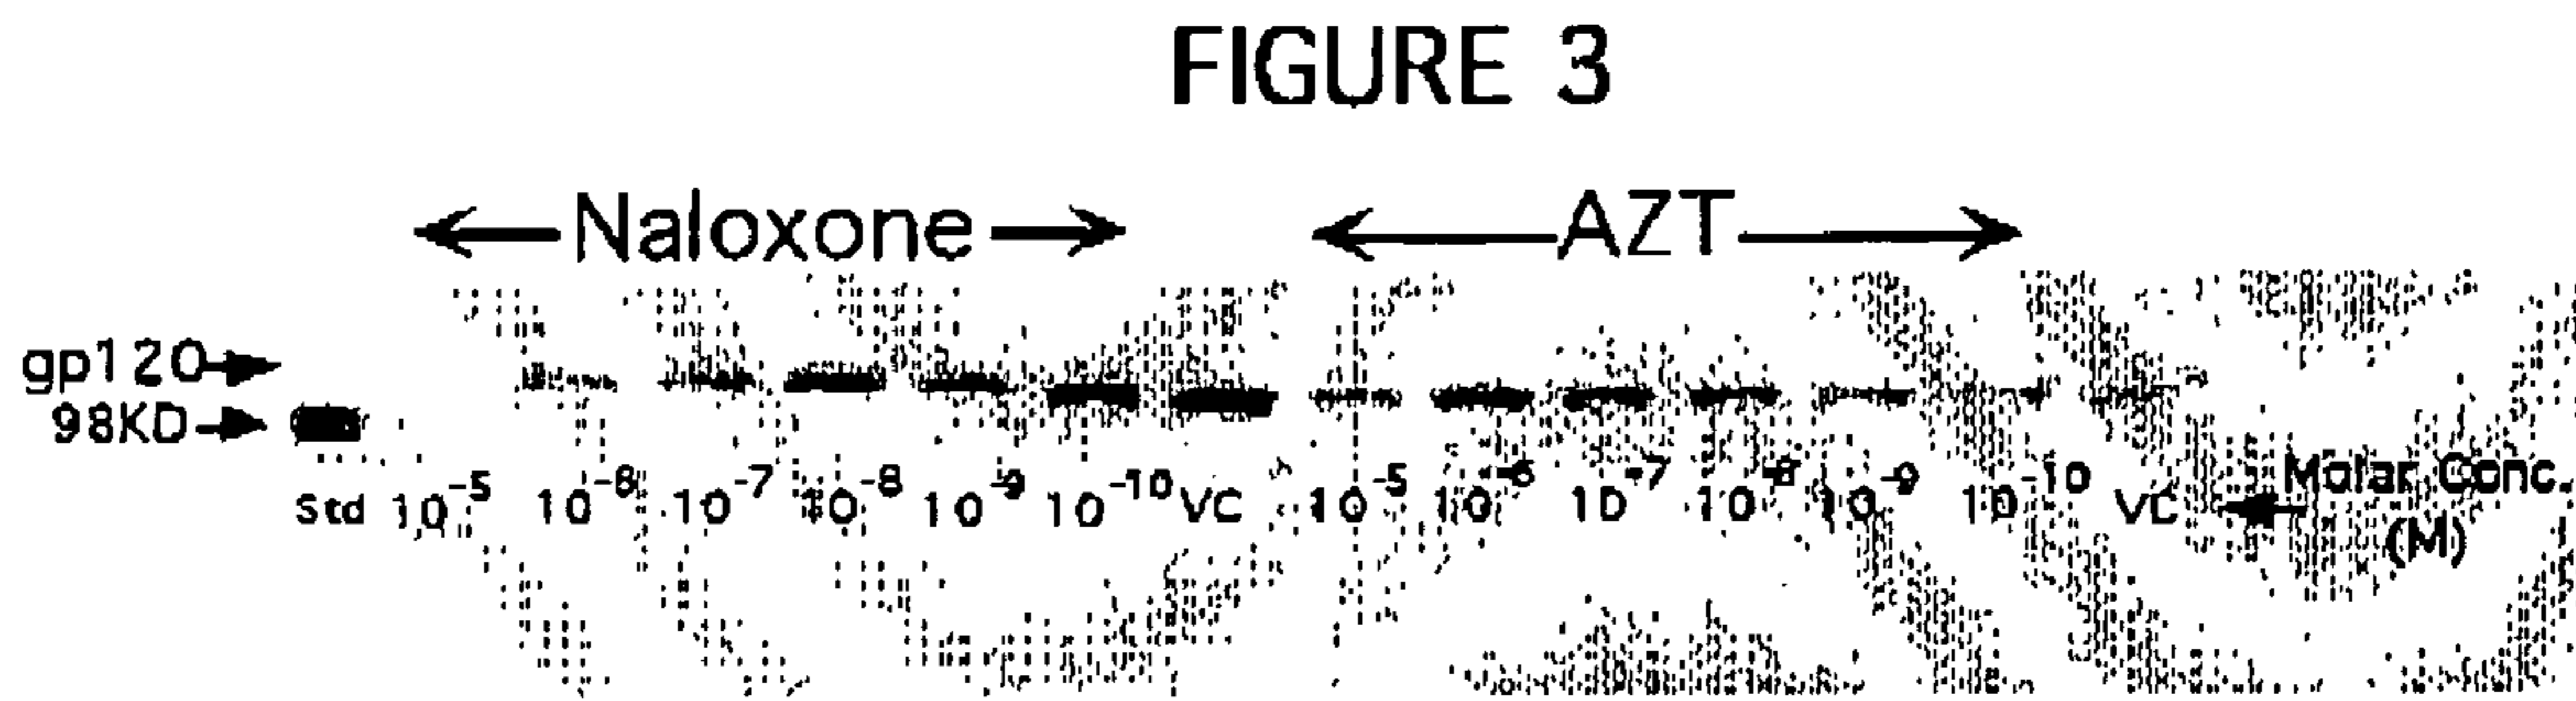 FIGURE 3
Naloxone AZT
gp120
98KD
Std 10-5 10-6 10-7 10-8 10-9 10-10 VC 10-5 10-6 10-7 10-8 10-9 10-10 VC Molar Conc.
(M)